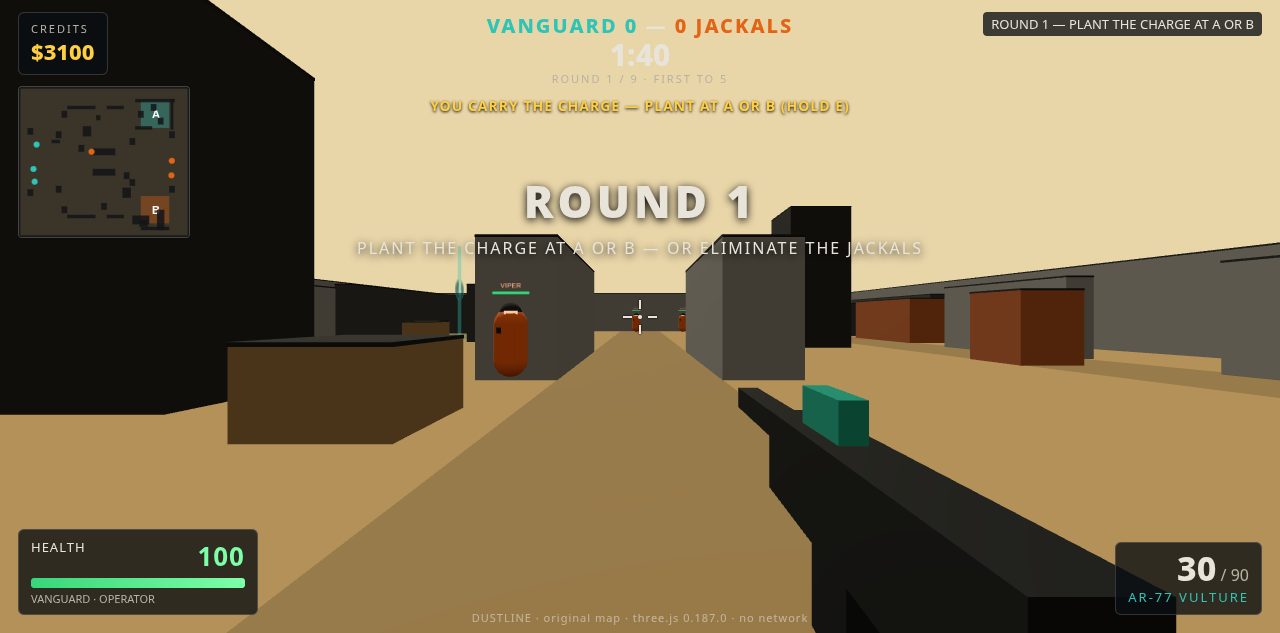 CREDITS
$3100
VANGUARD 0 — 0 JACKALS
1:40
ROUND 1 / 9 · FIRST TO 5
YOU CARRY THE CHARGE — PLANT AT A OR B (HOLD E)
ROUND 1 — PLANT THE CHARGE AT A OR B
A
B
ROUND 1
PLANT THE CHARGE AT A OR B — OR ELIMINATE THE JACKALS
VIPER
HEALTH
100
VANGUARD · OPERATOR
30 / 90
AR-77 VULTURE
DUSTLINE · original map · three.js 0.187.0 · no network